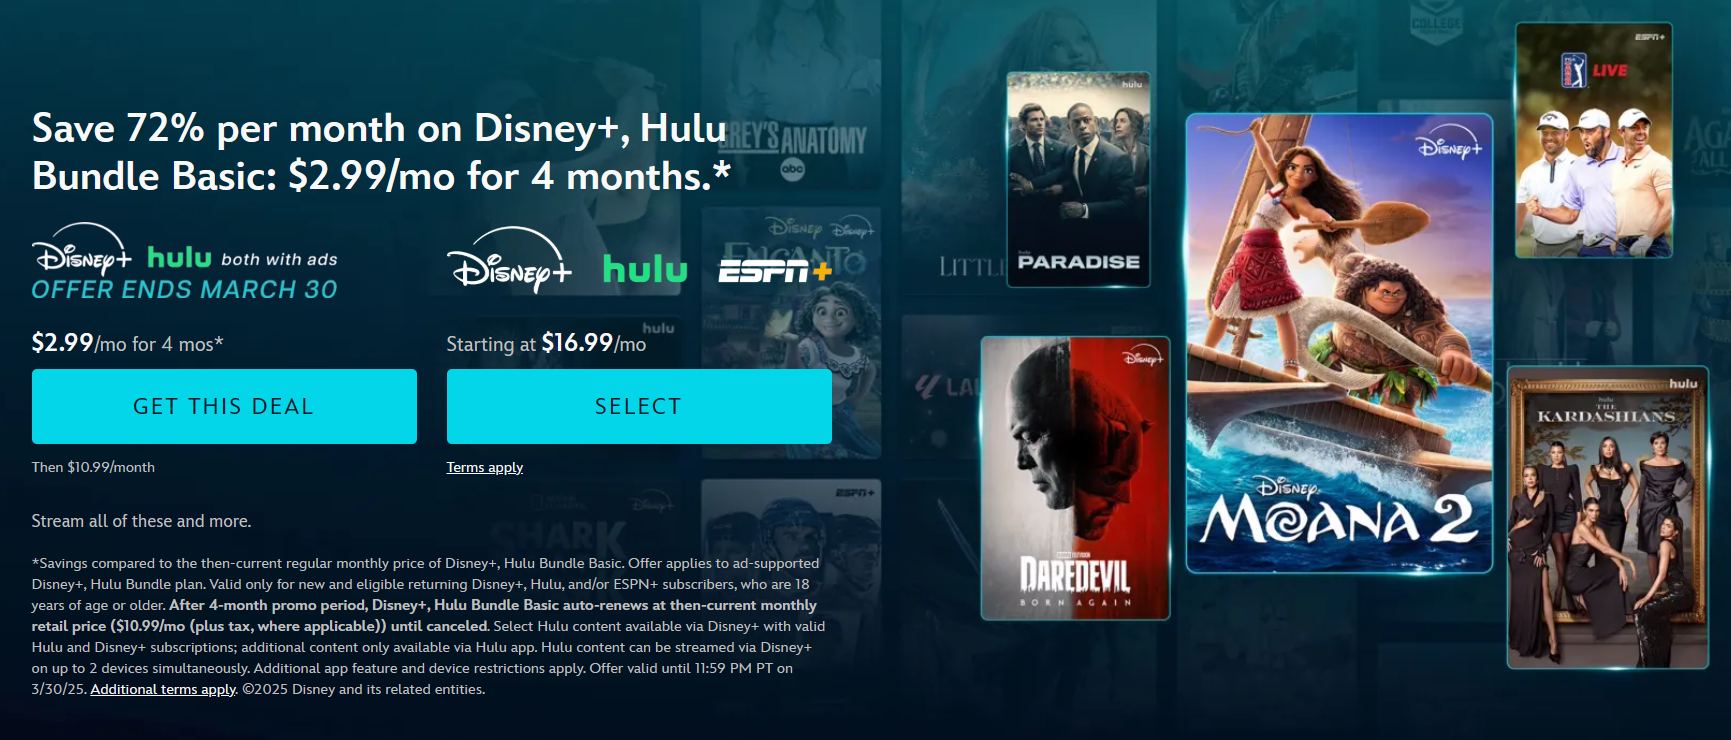 Save 72% per month on Disney+, Hulu
Bundle Basic: $2.99/mo for 4 months.*
Disney+ hulu both with ads
OFFER ENDS MARCH 30
$2.99/mo for 4 mos*
GET THIS DEAL
Then $10.99/month
Disney+ hulu ESPN+
Starting at $16.99/mo
SELECT
Terms apply
Stream all of these and more.
*Savings compared to the then-current regular monthly price of Disney+, Hulu Bundle Basic. Offer applies to ad-supported
Disney+, Hulu Bundle plan. Valid only for new and eligible returning Disney+, Hulu, and/or ESPN+ subscribers, who are 18
years of age or older. After 4-month promo period, Disney+, Hulu Bundle Basic auto-renews at then-current monthly
retail price ($10.99/mo (plus tax, where applicable)) until canceled. Select Hulu content available via Disney+ with valid
Hulu and Disney+ subscriptions; additional content only available via Hulu app. Hulu content can be streamed via Disney+
on up to 2 devices simultaneously. Additional app feature and device restrictions apply. Offer valid until 11:59 PM PT on
3/30/25. Additional terms apply. ©2025 Disney and its related entities.
GREY'S ANATOMY
abc
Disney Disney+
ENCANTO
hulu
Disney+
SHARK
ESPN+
COLLEGE
LITTL
LA
hulu
hulu
PARADISE
Disney+
DAREDEVIL
BORN AGAIN
Disney+
Disney
MOANA 2
ESPN+
LIVE
hulu
hulu
THE
KARDASHIANS